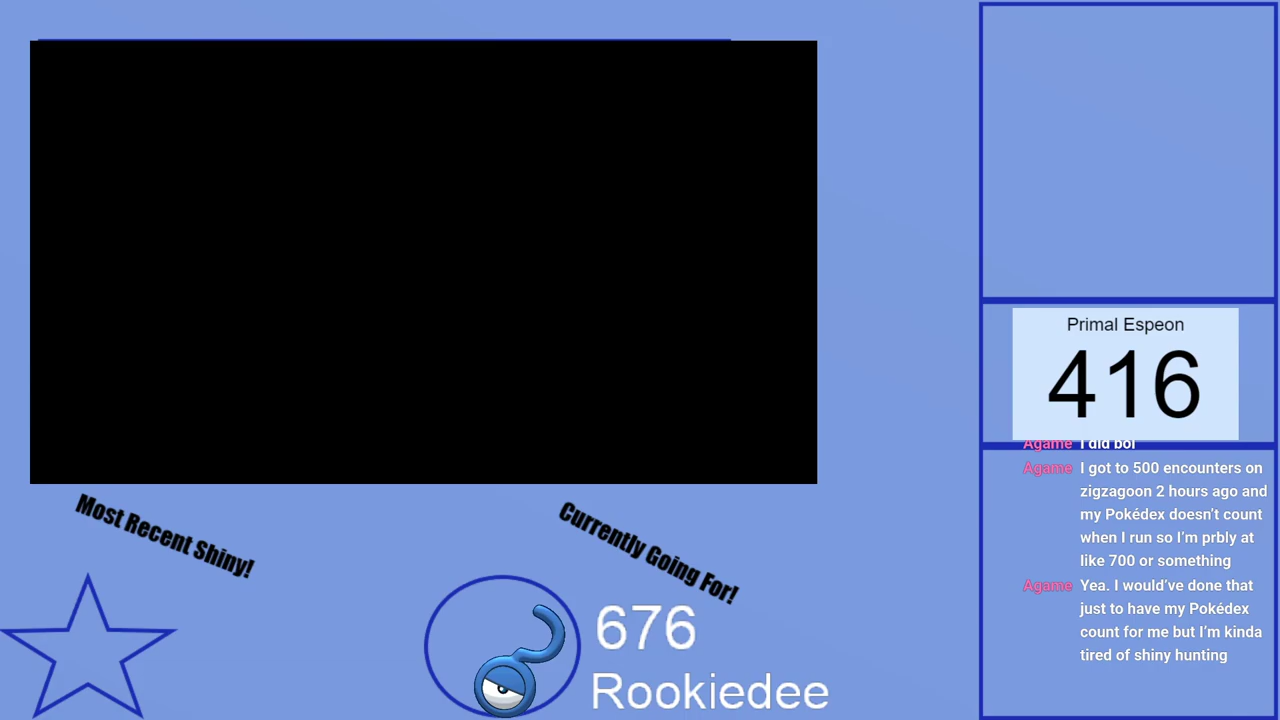 Primal Espeon
416
Agame I did boi
Agame I got to 500 encounters on
zigzagoon 2 hours ago and
my Pokédex doesn’t count
when I run so I’m prbly at
like 700 or something
Agame Yea. I would’ve done that
just to have my Pokédex
count for me but I’m kinda
tired of shiny hunting
Most Recent Shiny!
Currently Going For!
676
Rookiedee